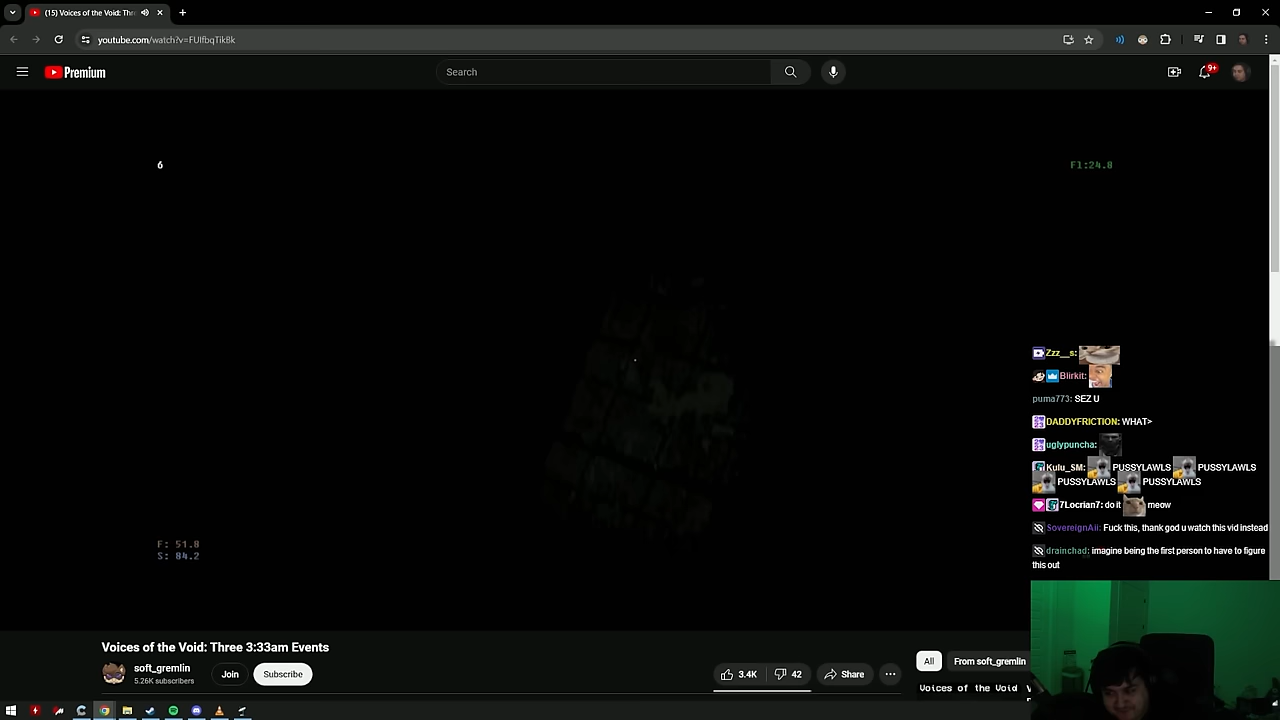 (15) Voices of the Void: Thre
youtube.com/watch?v=FUlfbqTikBk
Premium
Search
9+
6
F1:24.8
Zzz__s:
Blirkit:
puma773: SEZ U
DADDYFRICTION: WHAT>
uglypuncha:
Kulu_SM: PUSSYLAWLS PUSSYLAWLS
PUSSYLAWLS PUSSYLAWLS
7Locrian7: do it meow
SovereignAii: Fuck this, thank god u watch this vid instead
drainchad: imagine being the first person to have to figure
this out
F: 51.8
S: 84.2
Voices of the Void: Three 3:33am Events
soft_gremlin
5.26K subscribers
Join
Subscribe
3.4K
42
Share
All
From soft_gremlin
Voices of the Void V